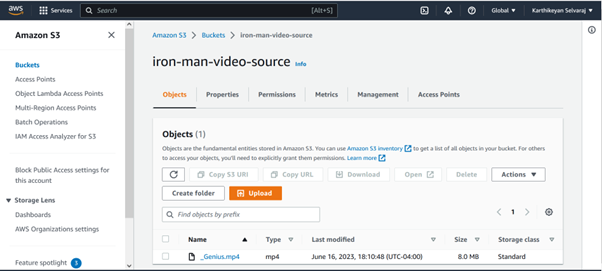 aws
Services
Search
[Alt+S]
Global
Karthikeyan Selvaraj
Amazon S3
Buckets
Access Points
Object Lambda Access Points
Multi-Region Access Points
Batch Operations
IAM Access Analyzer for S3
Block Public Access settings for
this account
Storage Lens
Dashboards
AWS Organizations settings
Feature spotlight 3
Amazon S3 > Buckets > iron-man-video-source
iron-man-video-source Info
Objects Properties Permissions Metrics Management Access Points
Objects (1)
Objects are the fundamental entities stored in Amazon S3. You can use Amazon S3 inventory to get a list of all objects in your bucket. For others
to access your objects, you'll need to explicitly grant them permissions. Learn more
Copy S3 URI Copy URL Download Open Delete Actions
Create folder Upload
Find objects by prefix
1
Name Type Last modified Size Storage class
_Genius.mp4 mp4 June 16, 2023, 18:10:48 (UTC-04:00) 8.0 MB Standard